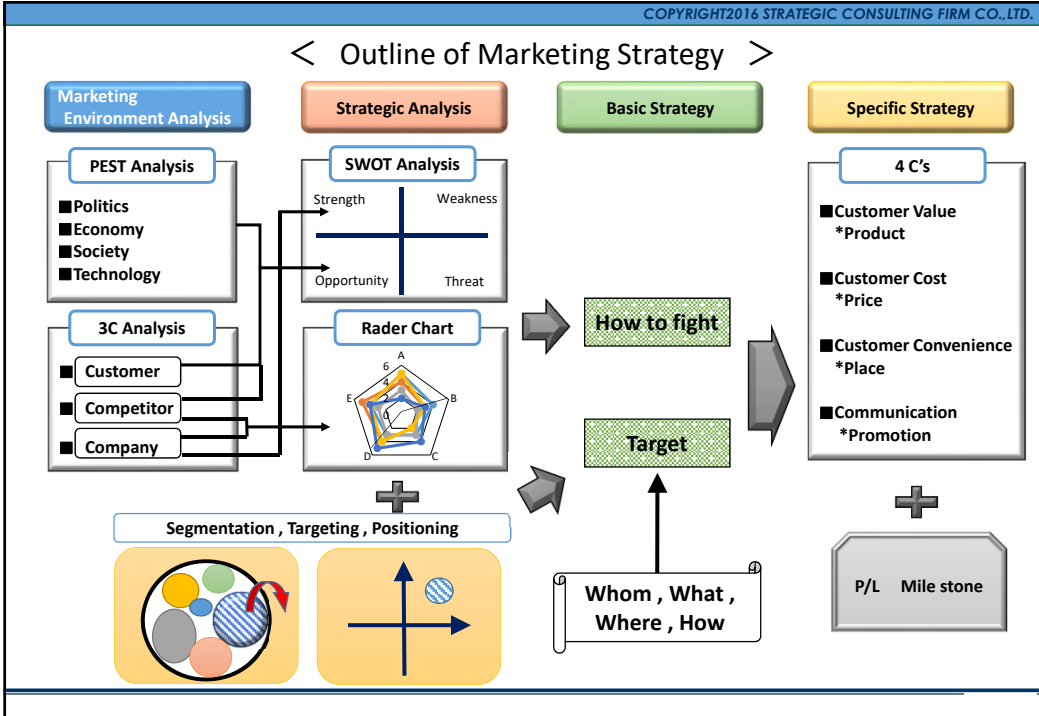 COPYRIGHT2016 STRATEGIC CONSULTING FIRM CO.,LTD.
＜ Outline of Marketing Strategy ＞
Marketing
Environment Analysis
Strategic Analysis
Basic Strategy
Specific Strategy
PEST Analysis
■Politics
■Economy
■Society
■Technology
3C Analysis
■ Customer
■ Competitor
■ Company
SWOT Analysis
Strength
Weakness
Opportunity
Threat
Rader Chart
A
6
4
2
0
B
C
D
E
Segmentation , Targeting , Positioning
How to fight
Target
Whom , What ,
Where , How
4 C's
■Customer Value
*Product
■Customer Cost
*Price
■Customer Convenience
*Place
■Communication
*Promotion
P/L Mile stone